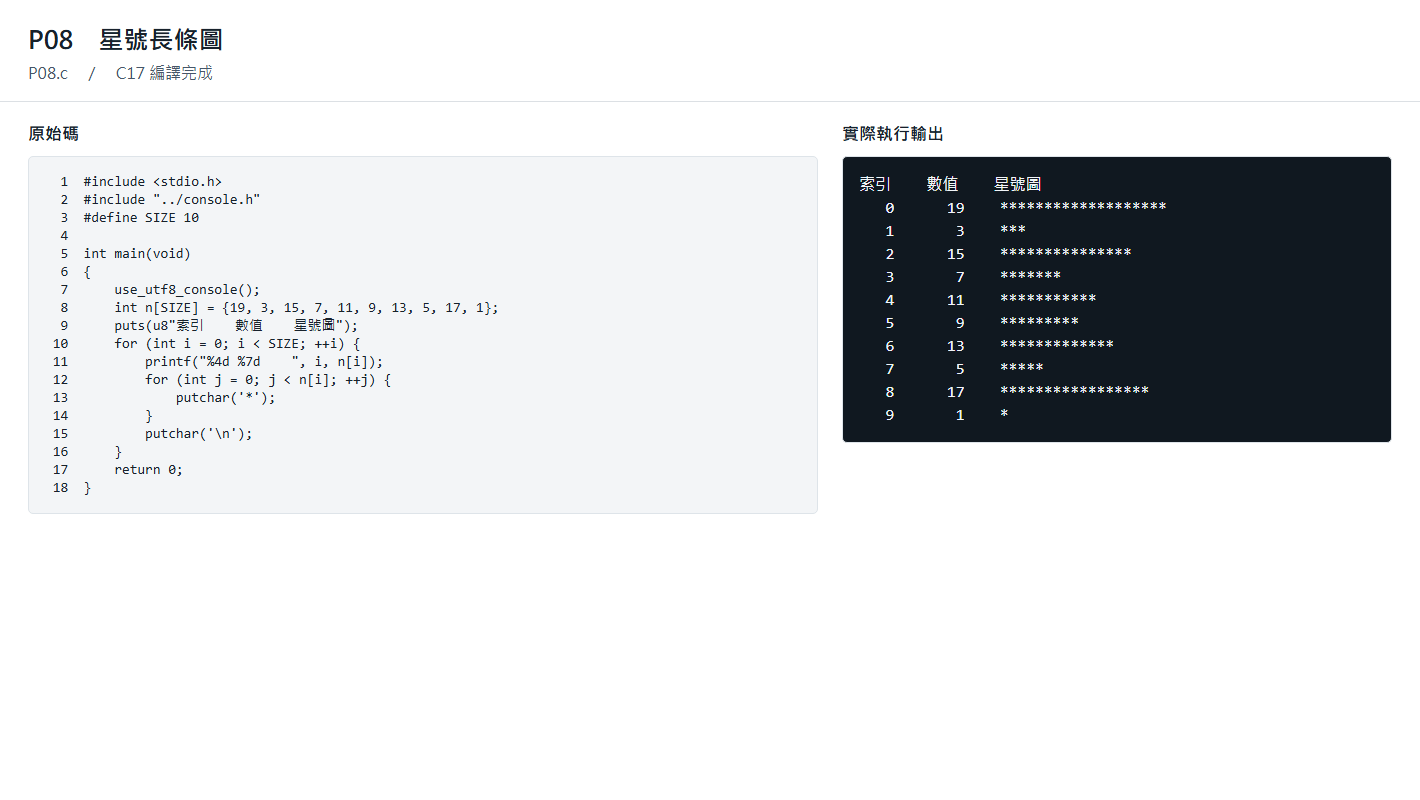 P08　星號長條圖
P08.c / C17 編譯完成
原始碼
1 #include <stdio.h>
2 #include "../console.h"
3 #define SIZE 10
4
5 int main(void)
6 {
7     use_utf8_console();
8     int n[SIZE] = {19, 3, 15, 7, 11, 9, 13, 5, 17, 1};
9     puts(u8"索引    數值    星號圖");
10     for (int i = 0; i < SIZE; ++i) {
11         printf("%4d %7d    ", i, n[i]);
12         for (int j = 0; j < n[i]; ++j) {
13             putchar('*');
14         }
15         putchar('\n');
16     }
17     return 0;
18 }
實際執行輸出
索引    數值    星號圖
   0      19    *******************
   1       3    ***
   2      15    ***************
   3       7    *******
   4      11    ***********
   5       9    *********
   6      13    *************
   7       5    *****
   8      17    *****************
   9       1    *